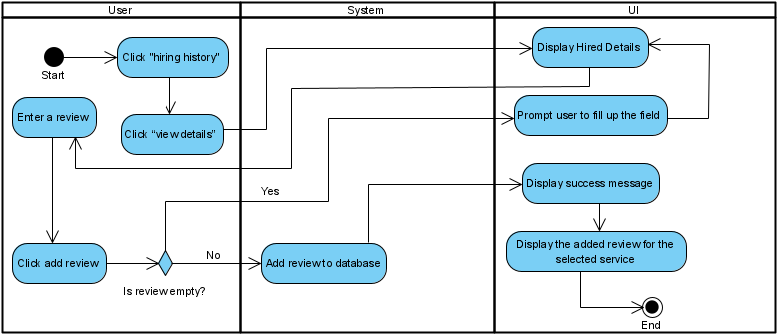 User
System
UI
Start
Click "hiring history"
Display Hired Details
Enter a review
Click "view details"
Prompt user to fill up the field
Yes
Display success message
Click add review
No
Add review to database
Display the added review for the
selected service
Is review empty?
End